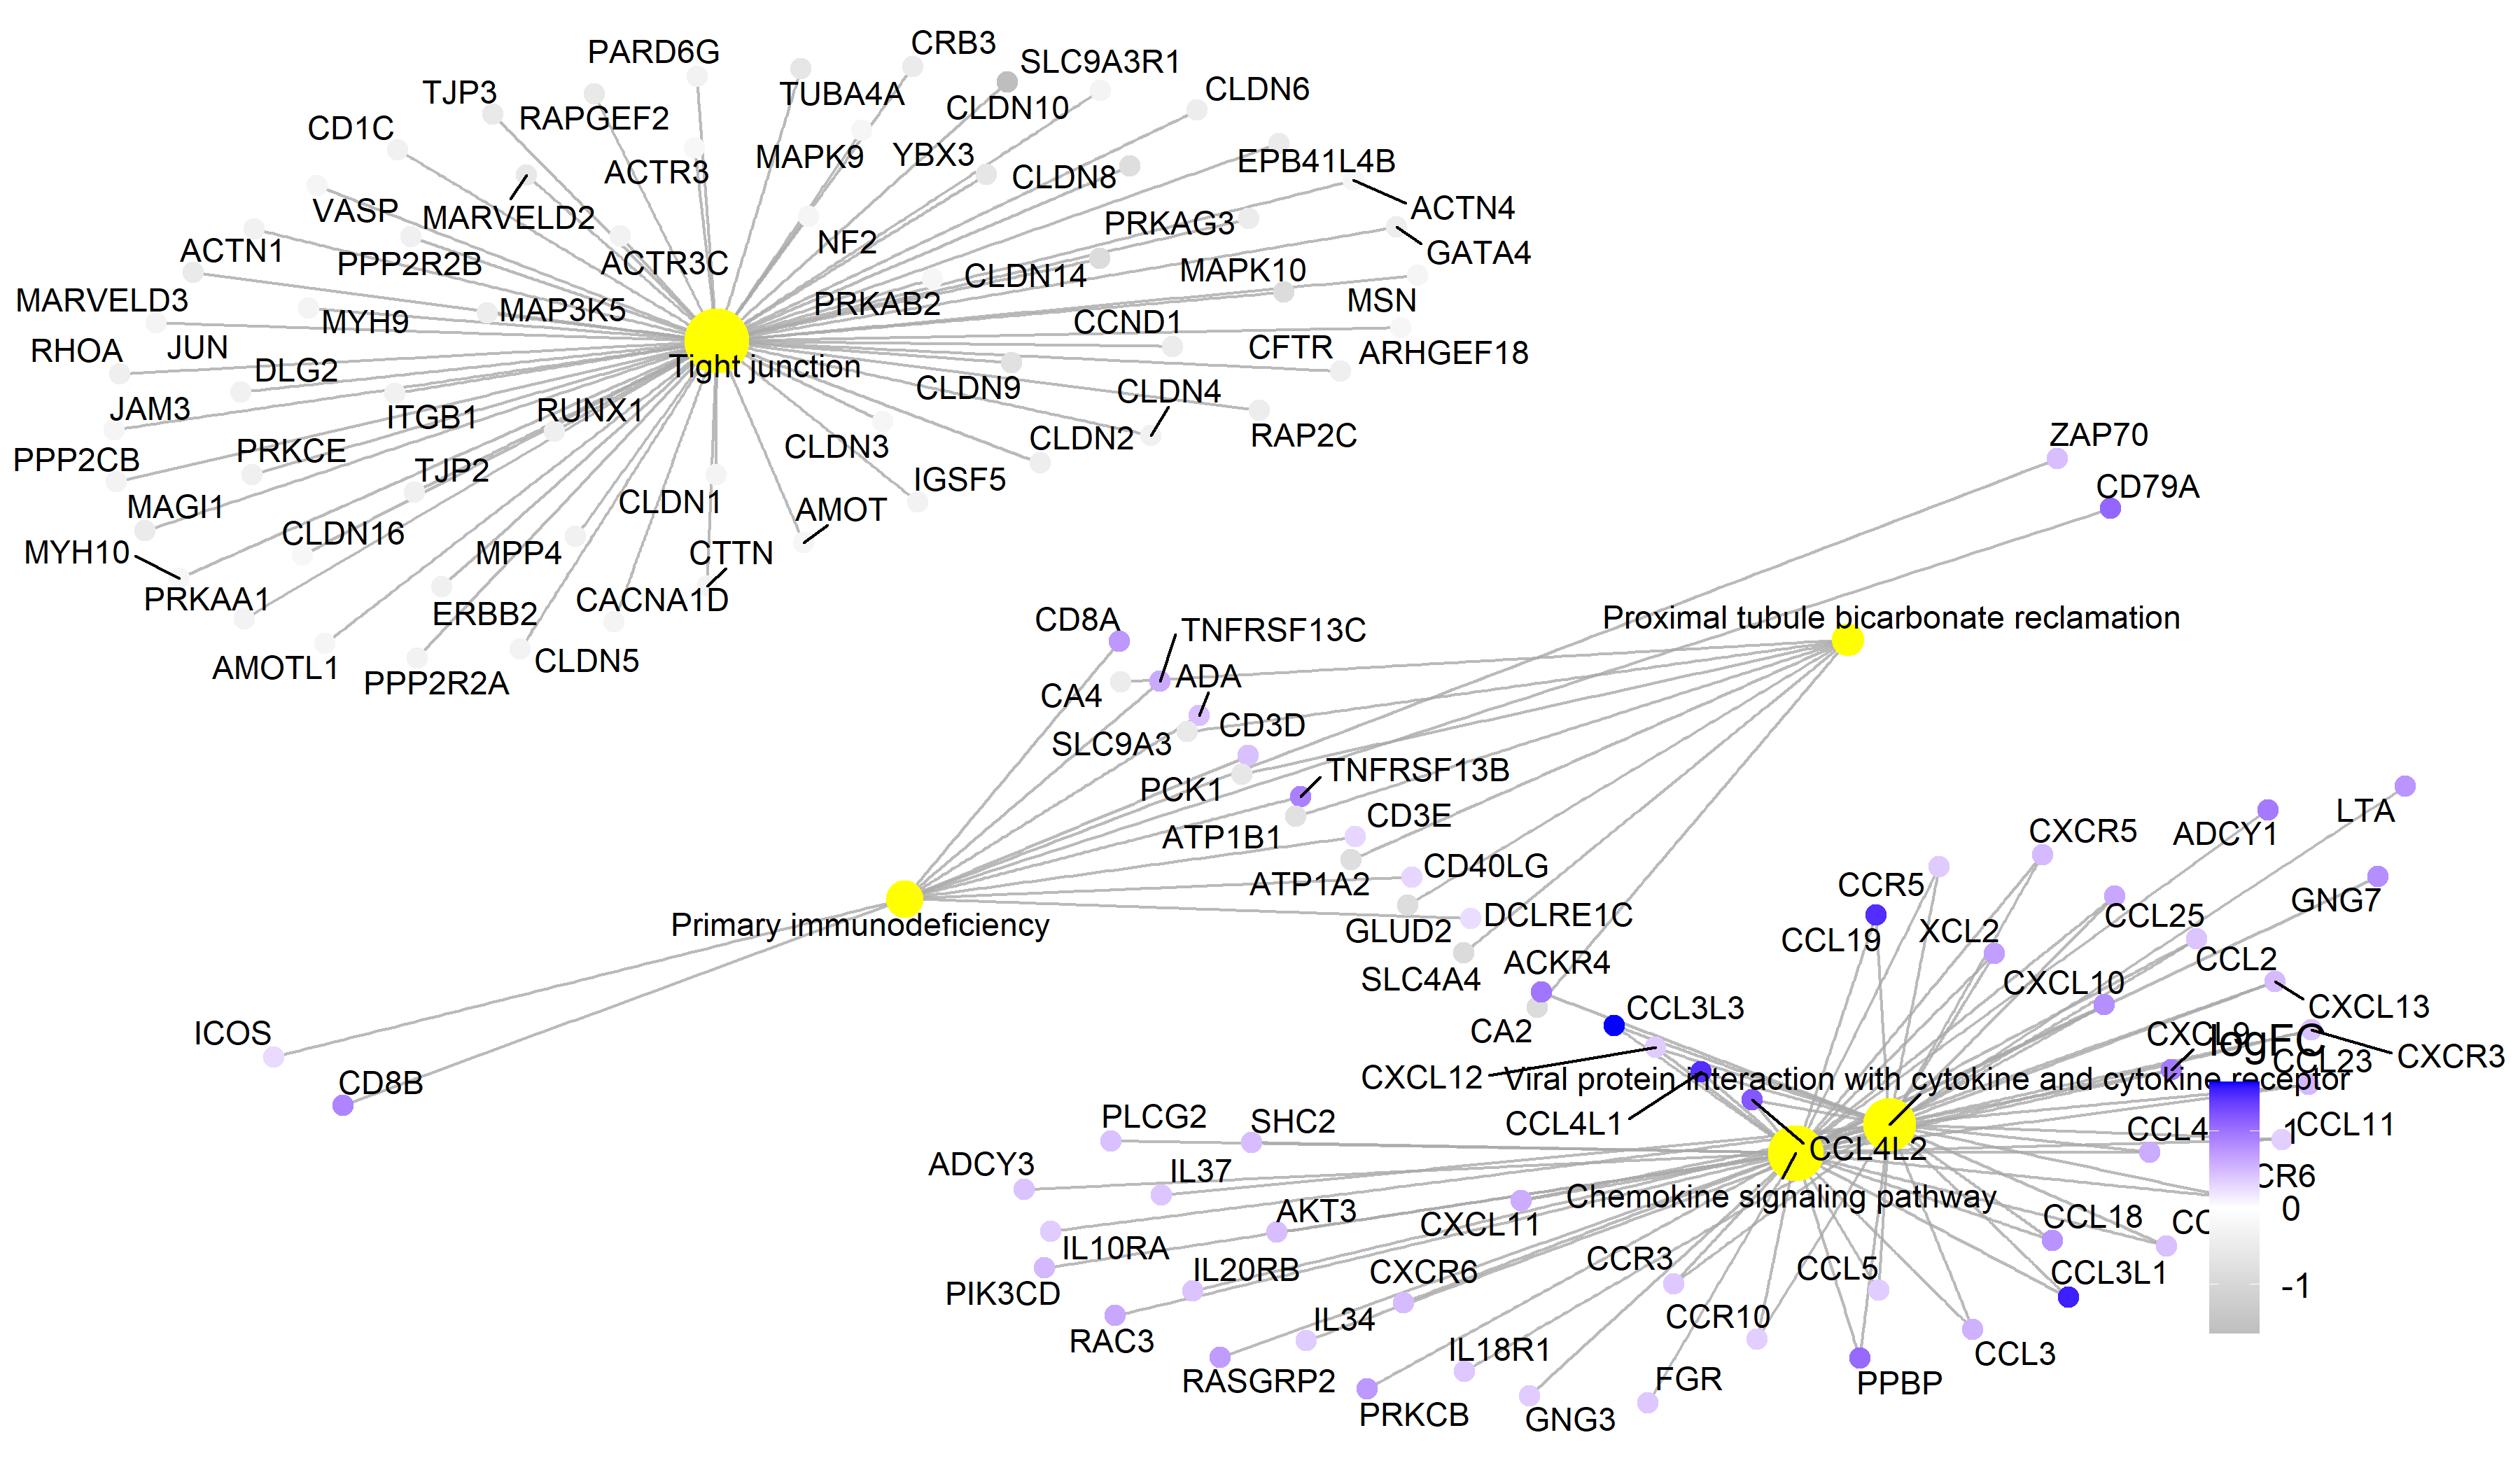 CRB3
PARD6G
SLC9A3R1
TJP3
TUBA4A
CLDN6
RAPGEF2
CLDN10
CD1C
MAPK9
YBX3
EPB41L4B
ACTR3
CLDN8
VASP
MARVELD2
ACTN4
PRKAG3
ACTN1
NF2
GATA4
PPP2R2B
ACTR3C
CLDN14
MAPK10
MARVELD3
MAP3K5
PRKAB2
MSN
MYH9
CCND1
RHOA
JUN
CFTR
ARHGEF18
DLG2
Tight junction
CLDN9
CLDN4
JAM3
ITGB1
RUNX1
CLDN3
CLDN2
RAP2C
ZAP70
PPP2CB
PRKCE
TJP2
IGSF5
CD79A
MAGI1
CLDN1
AMOT
CLDN16
MYH10
MPP4
CTTN
PRKAA1
ERBB2
CACNA1D
CD8A
TNFRSF13C
Proximal tubule bicarbonate reclamation
AMOTL1
PPP2R2A
CLDN5
CA4
ADA
SLC9A3
CD3D
PCK1
TNFRSF13B
ATP1B1
CD3E
CXCR5
ADCY1
LTA
ATP1A2
CD40LG
CCR5
GNG7
Primary immunodeficiency
GLUD2
DCLRE1C
CCL19
XCL2
CCL25
SLC4A4
ACKR4
CCL2
CXCL10
ICOS
CA2
CCL3L3
CXCL13
CXCL9
logFC
CXCR3
CD8B
CXCL12
Viral protein interaction with cytokine and cytokine receptor
CCL23
PLCG2
SHC2
CCL4L1
CCL4L2
CCL4
1
CCL11
ADCY3
IL37
Chemokine signaling pathway
CR6
AKT3
CXCL11
CCL18
CC
0
IL10RA
CCR3
PIK3CD
IL20RB
CXCR6
CCL5
CCL3L1
-1
RAC3
IL34
CCR10
RASGRP2
IL18R1
FGR
CCL3
PRKCB
GNG3
PPBP